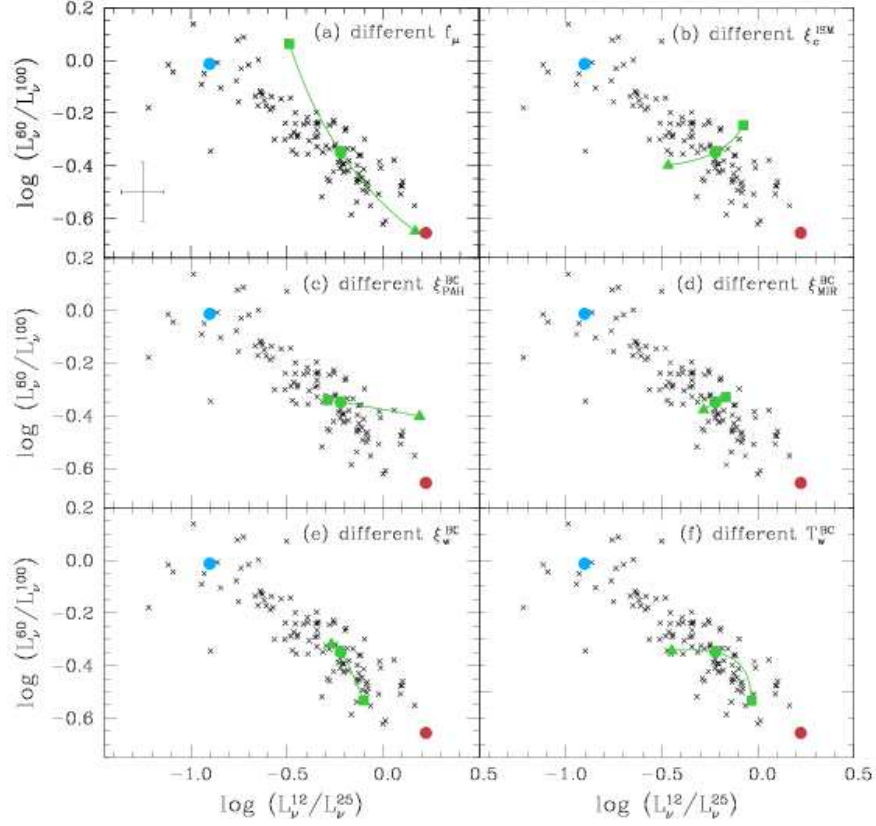 (a) different f_μ
(b) different ξ_C^ISM
0.0
−0.2
−0.4
−0.6
0.2
log (L_ν^60/L_ν^100)
(c) different ξ_PAH^BC
(d) different ξ_MIR^BC
0.0
−0.2
−0.4
−0.6
0.2
log (L_ν^60/L_ν^100)
(e) different ξ_W^BC
(f) different T_W^BC
0.0
−0.2
−0.4
−0.6
log (L_ν^60/L_ν^100)
−1.0 −0.5 0.0 0.5 −1.0 −0.5 0.0 0.5
log (L_ν^12/L_ν^25) log (L_ν^12/L_ν^25)